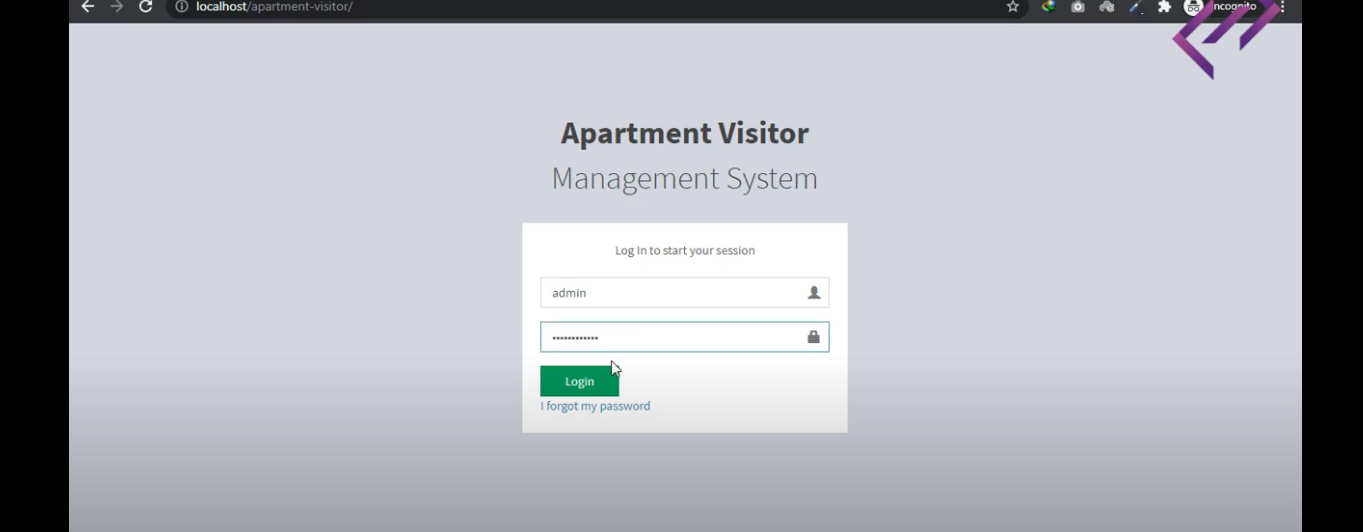 localhost/apartment-visitor/
Incognito
Apartment Visitor
Management System
Log In to start your session
admin
••••••••••••
Login
I forgot my password